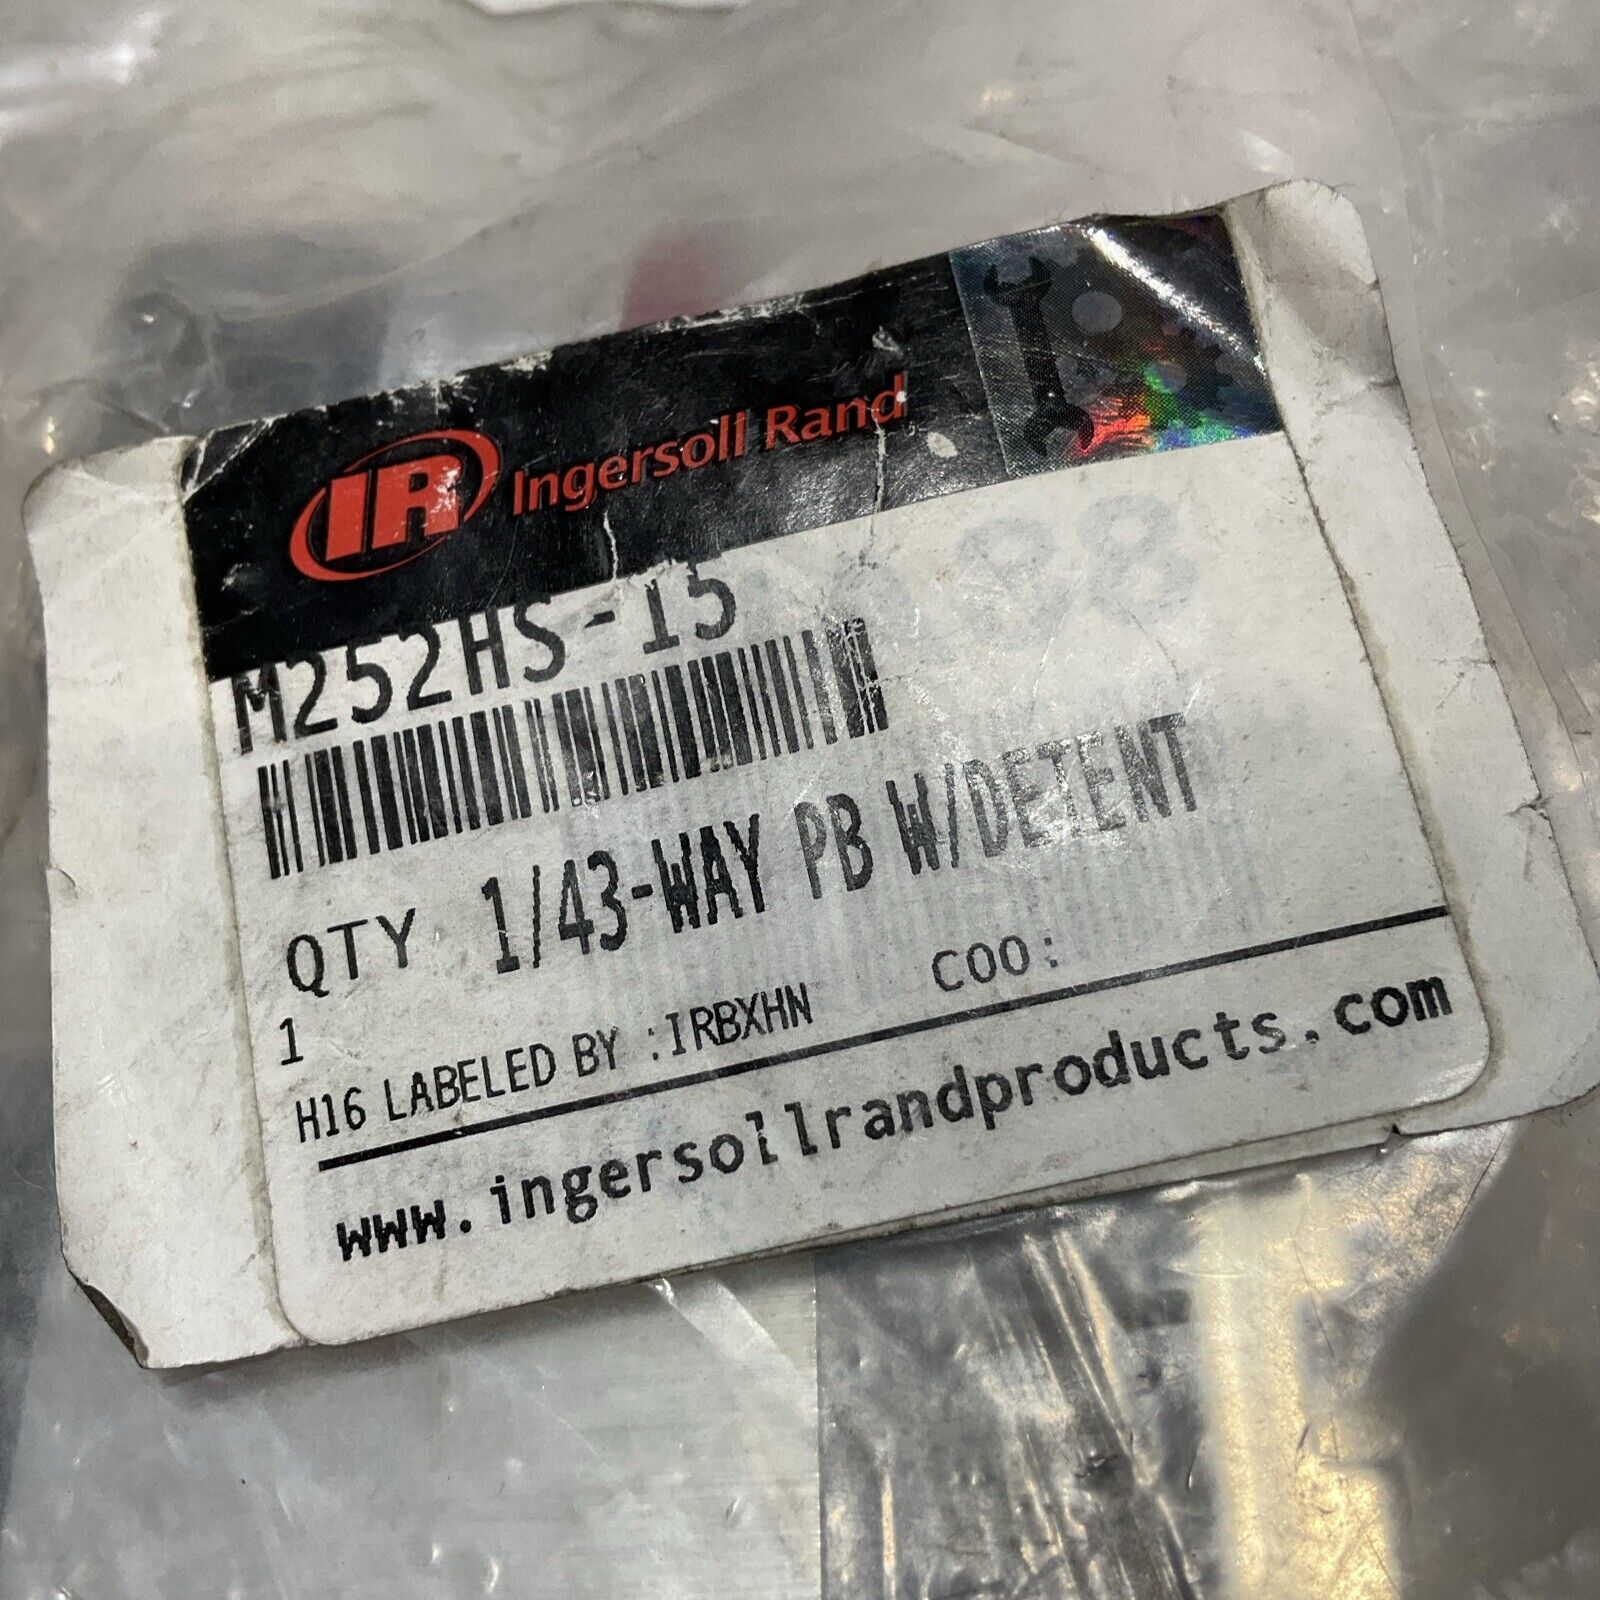 IR Ingersoll Rand
M252HS-15
QTY 1/43-WAY PB W/DETENT
1
H16 LABELED BY :IRBXHN COO:
www.ingersollrandproducts.com